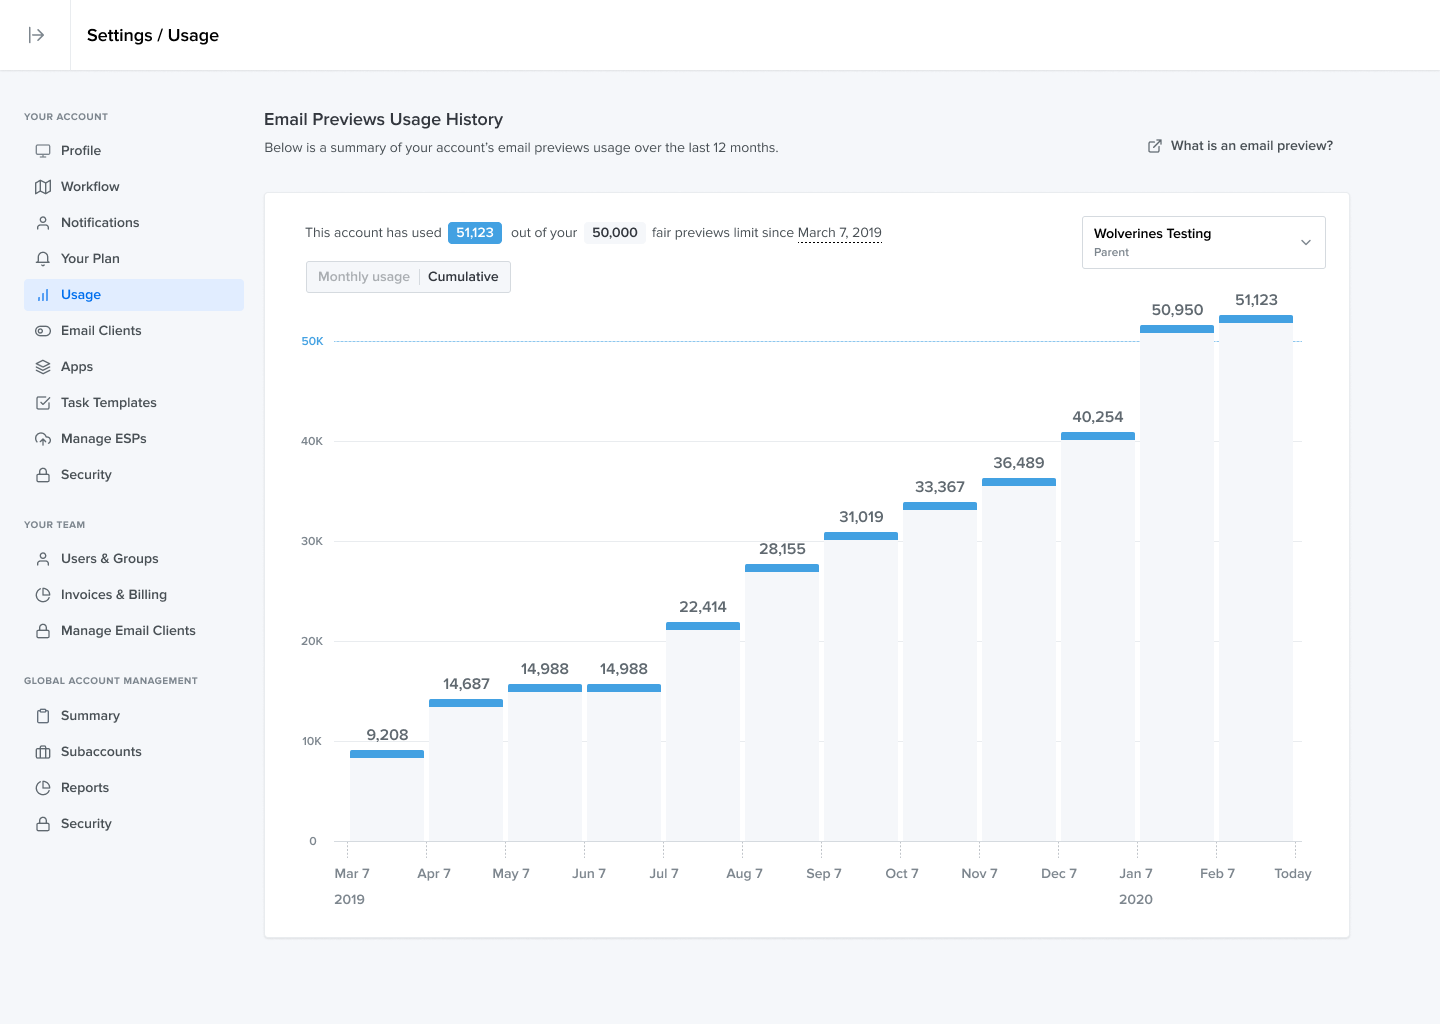 Settings / Usage
YOUR ACCOUNT
Profile
Workflow
Notifications
Your Plan
Usage
Email Clients
Apps
Task Templates
Manage ESPs
Security
YOUR TEAM
Users & Groups
Invoices & Billing
Manage Email Clients
GLOBAL ACCOUNT MANAGEMENT
Summary
Subaccounts
Reports
Security
Email Previews Usage History
Below is a summary of your account’s email previews usage over the last 12 months.
What is an email preview?
This account has used 51,123 out of your 50,000 fair previews limit since March 7, 2019
Wolverines Testing
Parent
Monthly usage Cumulative
50K
40K
30K
20K
10K
0
9,208
14,687
14,988
14,988
22,414
28,155
31,019
33,367
36,489
40,254
50,950
51,123
Mar 7 Apr 7 May 7 Jun 7 Jul 7 Aug 7 Sep 7 Oct 7 Nov 7 Dec 7 Jan 7 Feb 7 Today
2019 2020